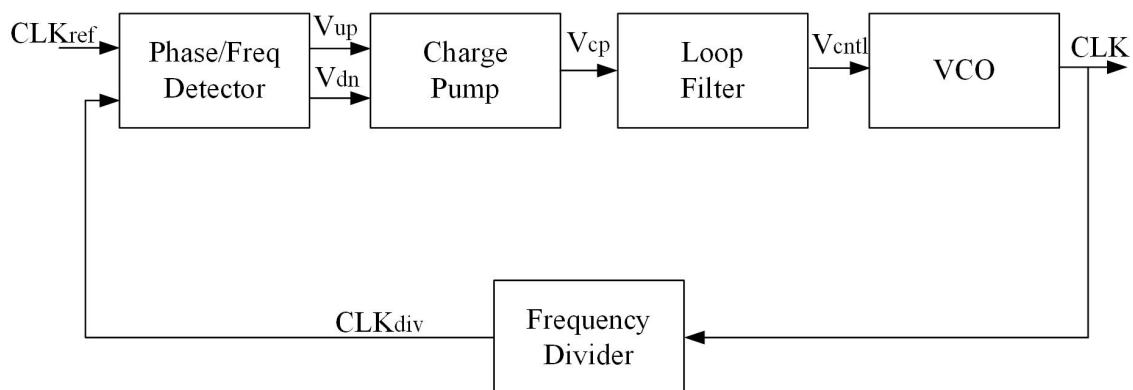 CLKref
Phase/Freq
Detector
Vup
Vdn
Charge
Pump
Vcp
Loop
Filter
Vcntl
VCO
CLK
CLKdiv
Frequency
Divider